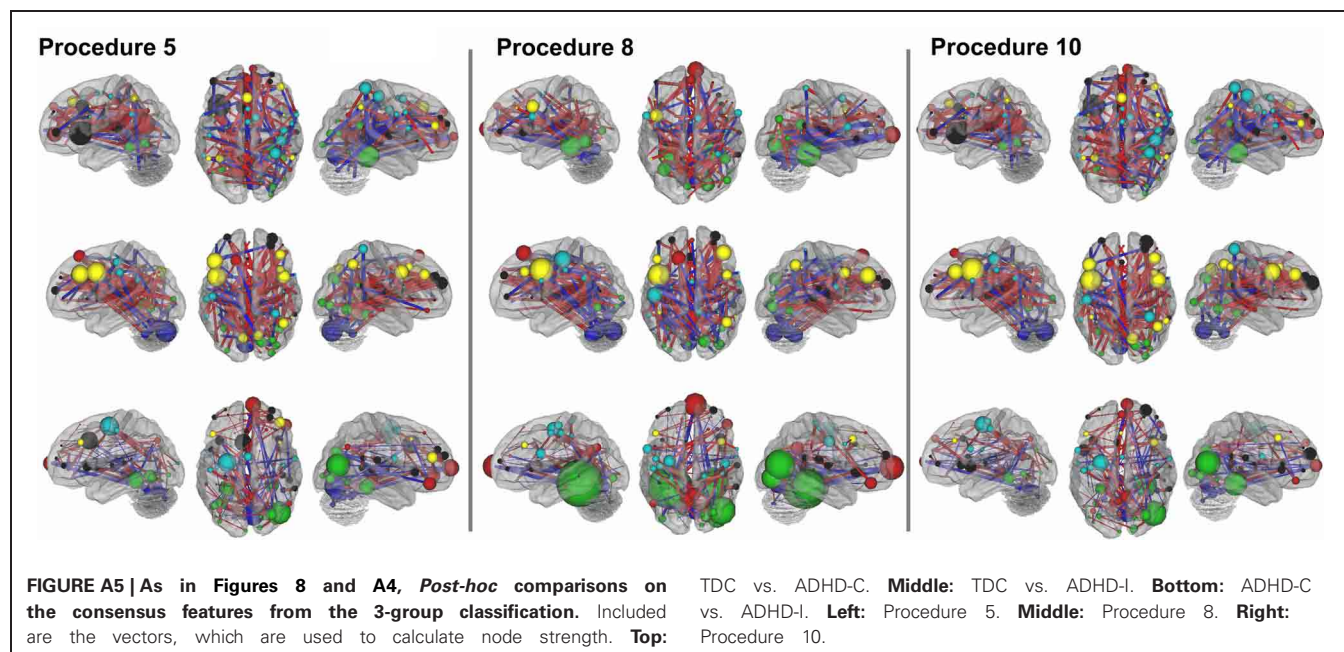 Procedure 5
Procedure 8
Procedure 10
FIGURE A5 | As in Figures 8 and A4, Post-hoc comparisons on
the consensus features from the 3-group classification. Included
are the vectors, which are used to calculate node strength. Top:
TDC vs. ADHD-C. Middle: TDC vs. ADHD-I. Bottom: ADHD-C
vs. ADHD-I. Left: Procedure 5. Middle: Procedure 8. Right:
Procedure 10.